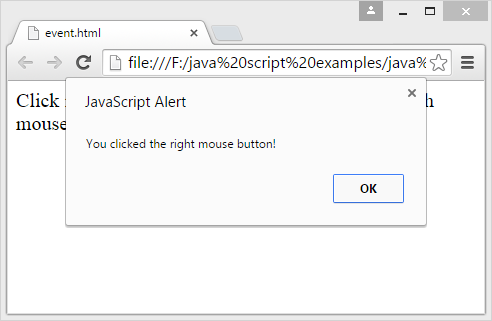 event.html
file:///F:/java%20script%20examples/java%
JavaScript Alert
Click
mouse
You clicked the right mouse button!
OK